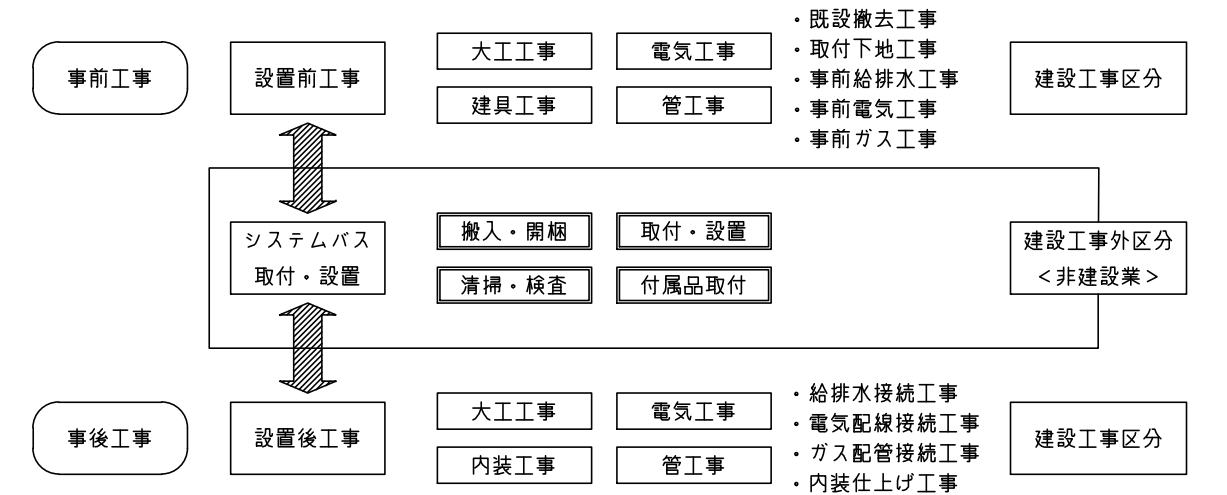 事前工事
設置前工事
大工工事
電気工事
建具工事
管工事
・既設撤去工事
・取付下地工事
・事前給排水工事
・事前電気工事
・事前ガス工事
建設工事区分
システムバス
取付・設置
搬入・開梱
取付・設置
清掃・検査
付属品取付
建設工事外区分
＜非建設業＞
事後工事
設置後工事
大工工事
電気工事
内装工事
管工事
・給排水接続工事
・電気配線接続工事
・ガス配管接続工事
・内装仕上げ工事
建設工事区分